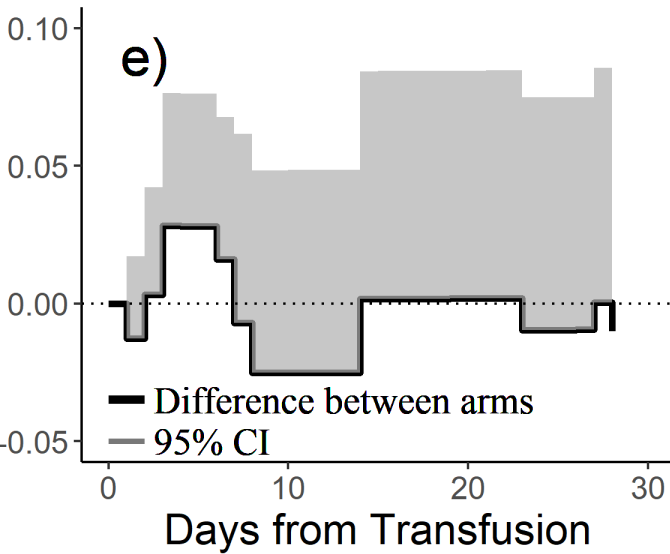 0.10
e)
0.05
0.00
Difference between arms
95% CI
-0.05
0 10 20 30
Days from Transfusion